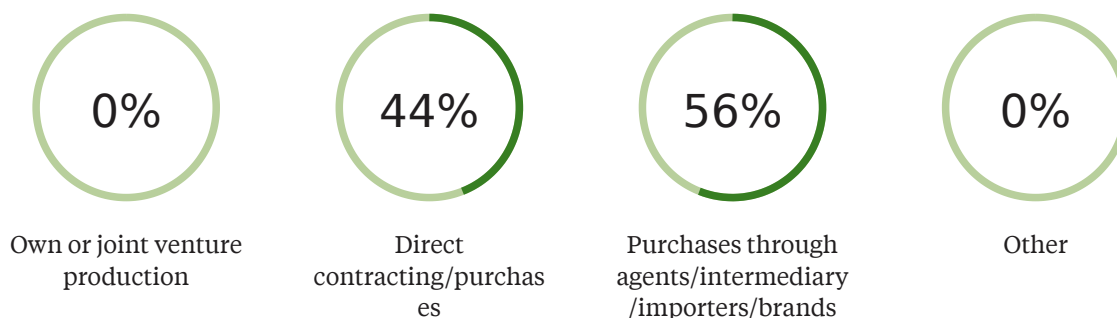 0%
44%
56%
0%
Own or joint venture
production
Direct
contracting/purchas
es
Purchases through
agents/intermediary
/importers/brands
Other